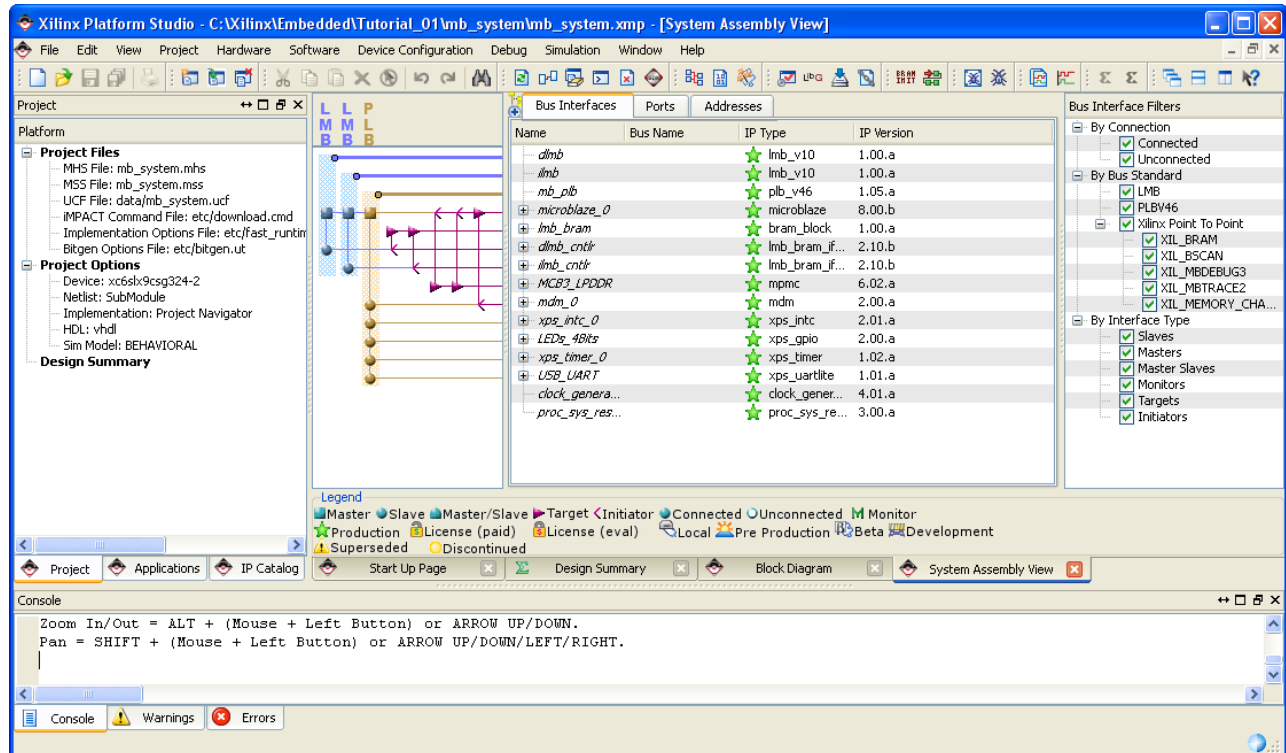 Xilinx Platform Studio - C:\Xilinx\Embedded\Tutorial_01\mb_system\mb_system.xmp - [System Assembly View]
File Edit View Project Hardware Software Device Configuration Debug Simulation Window Help
Project
Platform
Project Files
MHS File: mb_system.mhs
MSS File: mb_system.mss
UCF File: data/mb_system.ucf
iMPACT Command File: etc/download.cmd
Implementation Options File: etc/fast_runtim
Bitgen Options File: etc/bitgen.ut
Project Options
Device: xc6slx9csg324-2
Netlist: SubModule
Implementation: Project Navigator
HDL: vhdl
Sim Model: BEHAVIORAL
Design Summary
L L P
M M L
B B B
Bus Interfaces Ports Addresses
Name Bus Name IP Type IP Version
dlmb lmb_v10 1.00.a
ilmb lmb_v10 1.00.a
mb_plb plb_v46 1.05.a
microblaze_0 microblaze 8.00.b
lmb_bram bram_block 1.00.a
dlmb_cntlr lmb_bram_if... 2.10.b
ilmb_cntlr lmb_bram_if... 2.10.b
MCB3_LPDDR mpmc 6.02.a
mdm_0 mdm 2.00.a
xps_intc_0 xps_intc 2.01.a
LEDs_4Bits xps_gpio 2.00.a
xps_timer_0 xps_timer 1.02.a
USB_UART xps_uartlite 1.01.a
clock_genera... clock_gener... 4.01.a
proc_sys_res... proc_sys_re... 3.00.a
Bus Interface Filters
By Connection
Connected
Unconnected
By Bus Standard
LMB
PLBV46
Xilinx Point To Point
XIL_BRAM
XIL_BSCAN
XIL_MBDEBUG3
XIL_MBTRACE2
XIL_MEMORY_CHA...
By Interface Type
Slaves
Masters
Master Slaves
Monitors
Targets
Initiators
Legend
Master Slave Master/Slave Target Initiator Connected Unconnected M Monitor
Production License (paid) License (eval) Local Pre Production Beta Development
Superseded Discontinued
Project Applications IP Catalog Start Up Page Design Summary Block Diagram System Assembly View
Console
Zoom In/Out = ALT + (Mouse + Left Button) or ARROW UP/DOWN.
Pan = SHIFT + (Mouse + Left Button) or ARROW UP/DOWN/LEFT/RIGHT.
Console Warnings Errors